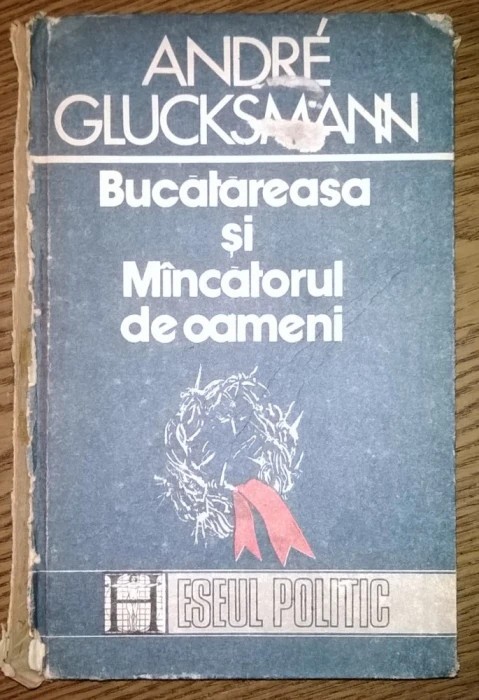 ANDRÉ
GLUCKSMANN
Bucătăreasa
și
Mîncătorul
de oameni
H ESEUL POLITIC